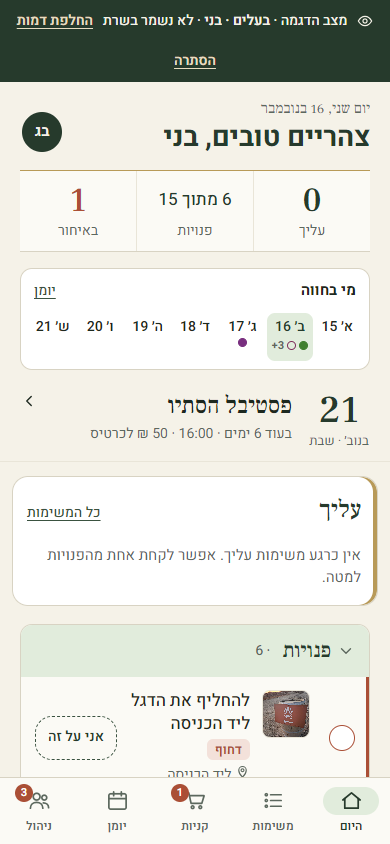 מצב הדגמה · בעלים · בני · לא נשמר בשרת החלפת דמות
הסתרה
יום שני, 16 בנובמבר
צהריים טובים, בני
בג
0
עליך
6 מתוך 15
פנויות
1
באיחור
מי בחווה
יומן
א׳ 15 ב׳ 16 ג׳ 17 ד׳ 18 ה׳ 19 ו׳ 20 ש׳ 21
+3
21
בנוב׳ · שבת
פסטיבל הסתיו
בעוד 6 ימים · 16:00 · 50 ₪ לכרטיס
עליך
כל המשימות
אין כרגע משימות עליך. אפשר לקחת אחת מהפנויות
למטה.
פנויות · 6
להחליף את הדגל
ליד הכניסה
דחוף
ליד הכניסה
אני על זה
היום
משימות
1
קניות
יומן
3
ניהול